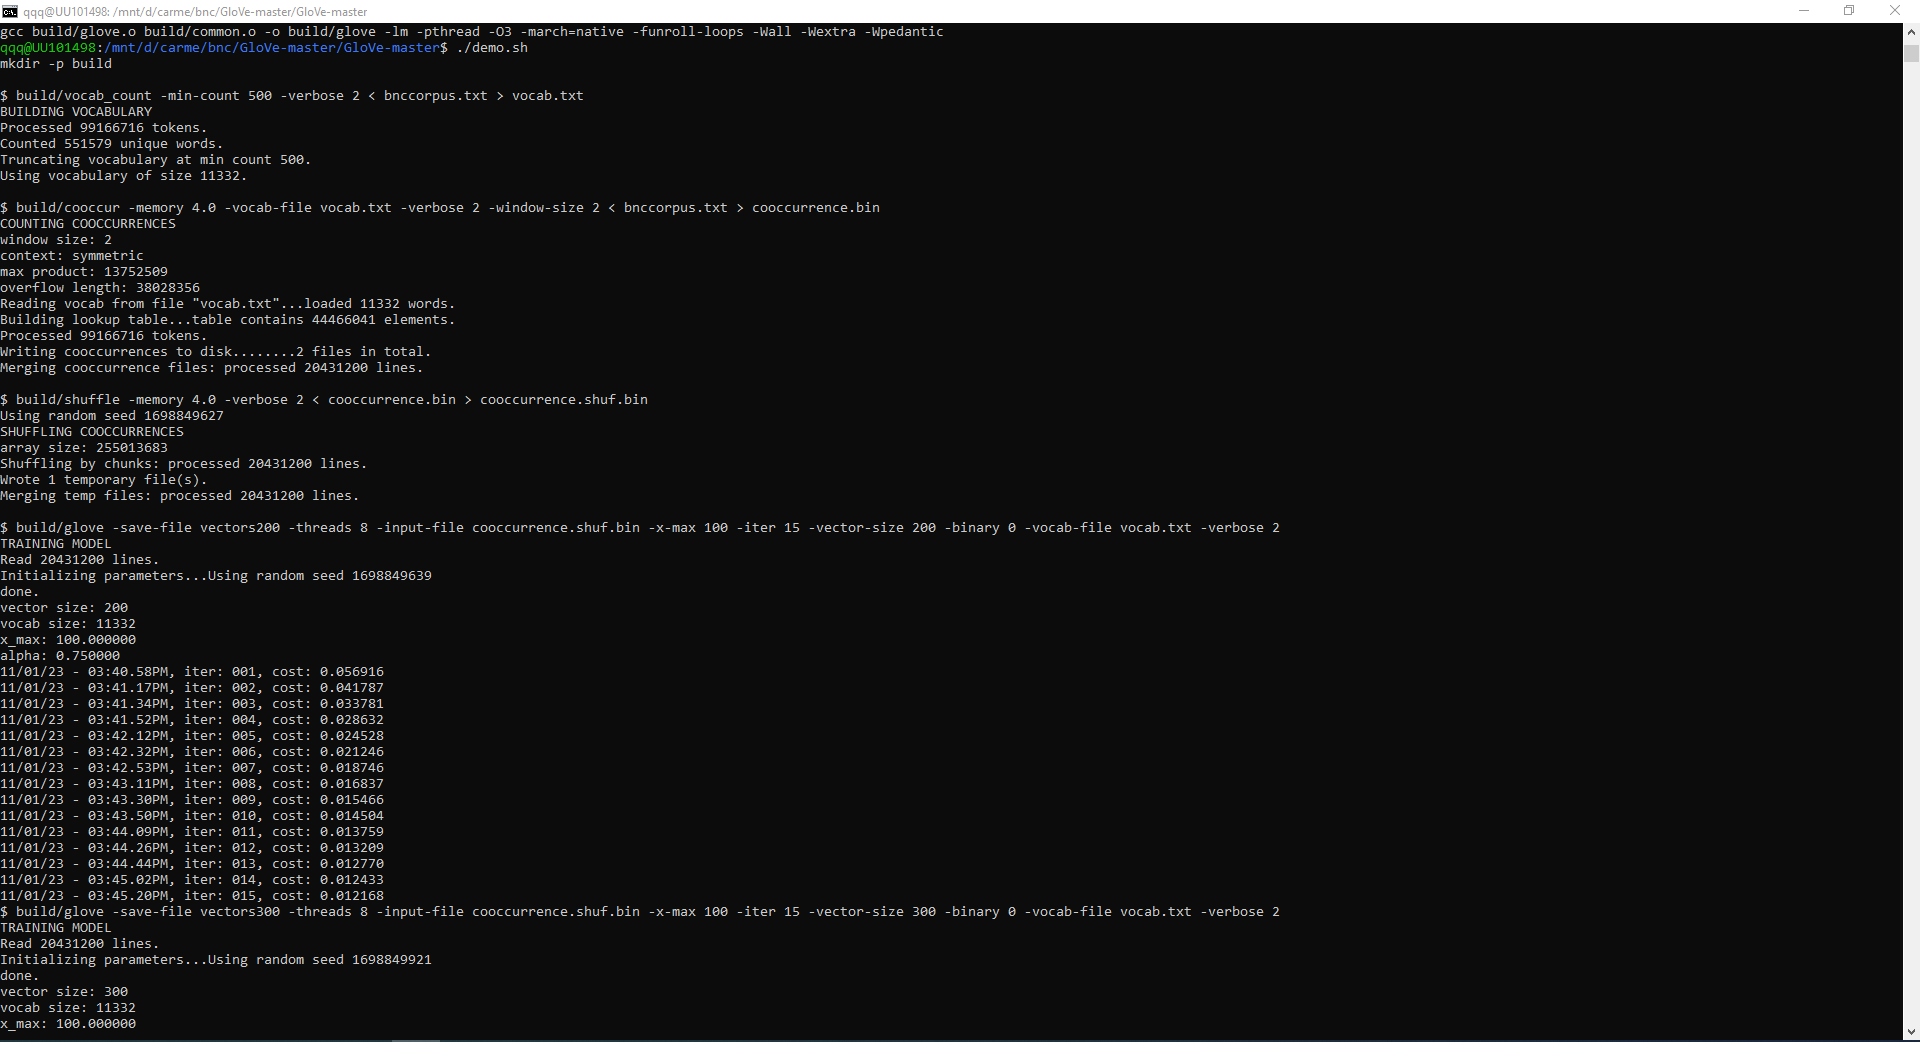 qqq@UU101498: /mnt/d/carme/bnc/GloVe-master/GloVe-master
gcc build/glove.o build/common.o -o build/glove -lm -pthread -O3 -march=native -funroll-loops -Wall -Wextra -Wpedantic
qqq@UU101498:/mnt/d/carme/bnc/GloVe-master/GloVe-master$ ./demo.sh
mkdir -p build
$ build/vocab_count -min-count 500 -verbose 2 < bnccorpus.txt > vocab.txt
BUILDING VOCABULARY
Processed 99166716 tokens.
Counted 551579 unique words.
Truncating vocabulary at min count 500.
Using vocabulary of size 11332.
$ build/cooccur -memory 4.0 -vocab-file vocab.txt -verbose 2 -window-size 2 < bnccorpus.txt > cooccurrence.bin
COUNTING COOCCURRENCES
window size: 2
context: symmetric
max product: 13752509
overflow length: 38028356
Reading vocab from file "vocab.txt"...loaded 11332 words.
Building lookup table...table contains 44466041 elements.
Processed 99166716 tokens.
Writing cooccurrences to disk........2 files in total.
Merging cooccurrence files: processed 20431200 lines.
$ build/shuffle -memory 4.0 -verbose 2 < cooccurrence.bin > cooccurrence.shuf.bin
Using random seed 1698849627
SHUFFLING COOCCURRENCES
array size: 255013683
Shuffling by chunks: processed 20431200 lines.
Wrote 1 temporary file(s).
Merging temp files: processed 20431200 lines.
$ build/glove -save-file vectors200 -threads 8 -input-file cooccurrence.shuf.bin -x-max 100 -iter 15 -vector-size 200 -binary 0 -vocab-file vocab.txt -verbose 2
TRAINING MODEL
Read 20431200 lines.
Initializing parameters...Using random seed 1698849639
done.
vector size: 200
vocab size: 11332
x_max: 100.000000
alpha: 0.750000
11/01/23 - 03:40.58PM, iter: 001, cost: 0.056916
11/01/23 - 03:41.17PM, iter: 002, cost: 0.041787
11/01/23 - 03:41.34PM, iter: 003, cost: 0.033781
11/01/23 - 03:41.52PM, iter: 004, cost: 0.028632
11/01/23 - 03:42.12PM, iter: 005, cost: 0.024528
11/01/23 - 03:42.32PM, iter: 006, cost: 0.021246
11/01/23 - 03:42.53PM, iter: 007, cost: 0.018746
11/01/23 - 03:43.11PM, iter: 008, cost: 0.016837
11/01/23 - 03:43.30PM, iter: 009, cost: 0.015466
11/01/23 - 03:43.50PM, iter: 010, cost: 0.014504
11/01/23 - 03:44.09PM, iter: 011, cost: 0.013759
11/01/23 - 03:44.26PM, iter: 012, cost: 0.013209
11/01/23 - 03:44.44PM, iter: 013, cost: 0.012770
11/01/23 - 03:45.02PM, iter: 014, cost: 0.012433
11/01/23 - 03:45.20PM, iter: 015, cost: 0.012168
$ build/glove -save-file vectors300 -threads 8 -input-file cooccurrence.shuf.bin -x-max 100 -iter 15 -vector-size 300 -binary 0 -vocab-file vocab.txt -verbose 2
TRAINING MODEL
Read 20431200 lines.
Initializing parameters...Using random seed 1698849921
done.
vector size: 300
vocab size: 11332
x_max: 100.000000